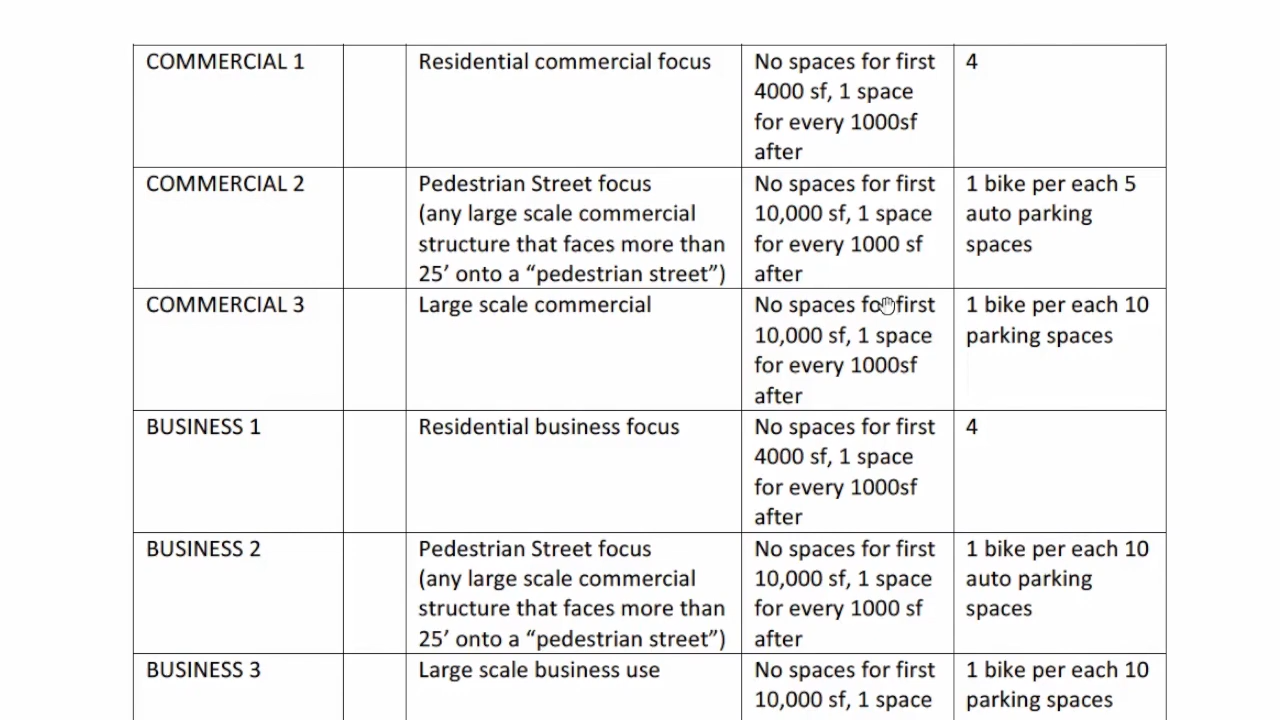 COMMERCIAL 1
Residential commercial focus
No spaces for first
4000 sf, 1 space
for every 1000sf
after
4
COMMERCIAL 2
Pedestrian Street focus
(any large scale commercial
structure that faces more than
25’ onto a “pedestrian street”)
No spaces for first
10,000 sf, 1 space
for every 1000 sf
after
1 bike per each 5
auto parking
spaces
COMMERCIAL 3
Large scale commercial
No spaces for first
10,000 sf, 1 space
for every 1000sf
after
1 bike per each 10
parking spaces
BUSINESS 1
Residential business focus
No spaces for first
4000 sf, 1 space
for every 1000sf
after
4
BUSINESS 2
Pedestrian Street focus
(any large scale commercial
structure that faces more than
25’ onto a “pedestrian street”)
No spaces for first
10,000 sf, 1 space
for every 1000 sf
after
1 bike per each 10
auto parking
spaces
BUSINESS 3
Large scale business use
No spaces for first
10,000 sf, 1 space
1 bike per each 10
parking spaces